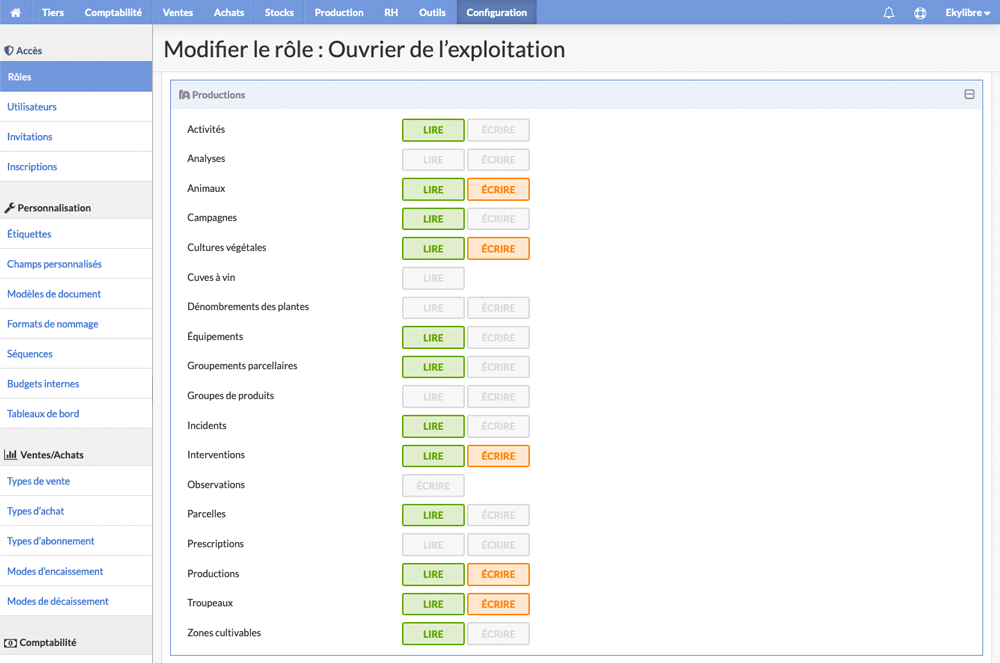 Tiers Comptabilité Ventes Achats Stocks Production RH Outils Configuration Ekylibre
Accès
Rôles
Utilisateurs
Invitations
Inscriptions
Personnalisation
Étiquettes
Champs personnalisés
Modèles de document
Formats de nommage
Séquences
Budgets internes
Tableaux de bord
Ventes/Achats
Types de vente
Types d'achat
Types d'abonnement
Modes d'encaissement
Modes de décaissement
Comptabilité
Modifier le rôle : Ouvrier de l'exploitation
Productions
Activités LIRE ÉCRIRE
Analyses LIRE ÉCRIRE
Animaux LIRE ÉCRIRE
Campagnes LIRE ÉCRIRE
Cultures végétales LIRE ÉCRIRE
Cuves à vin LIRE
Dénombrements des plantes LIRE ÉCRIRE
Équipements LIRE ÉCRIRE
Groupements parcellaires LIRE ÉCRIRE
Groupes de produits LIRE ÉCRIRE
Incidents LIRE ÉCRIRE
Interventions LIRE ÉCRIRE
Observations ÉCRIRE
Parcelles LIRE ÉCRIRE
Prescriptions LIRE ÉCRIRE
Productions LIRE ÉCRIRE
Troupeaux LIRE ÉCRIRE
Zones cultivables LIRE ÉCRIRE